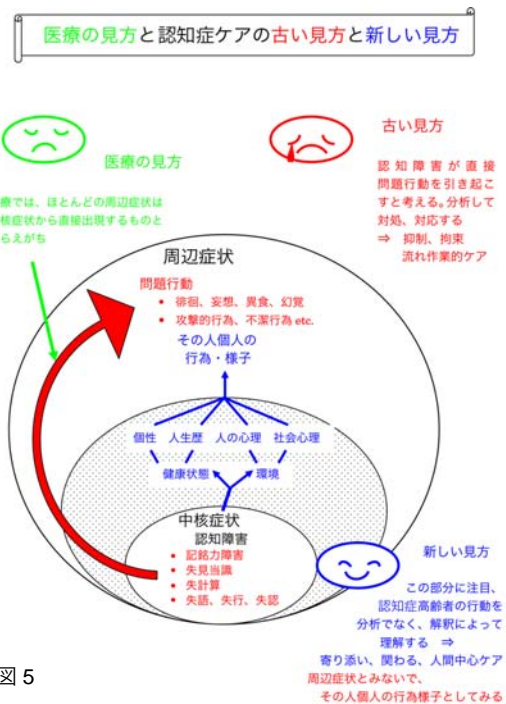 医療の見方と認知症ケアの古い見方と新しい見方
古い見方
医療の見方
認知障害が直接
問題行動を引き起こ
すと考える。分析して
対処、対応する
⇒ 抑制、拘束
流れ作業的ケア
療では、ほとんどの周辺症状は
核症状から直接出現するものと
らえがち
周辺症状
問題行動
• 徘徊、妄想、異食、幻覚
• 攻撃的行為、不潔行為 etc.
その人個人の
行為・様子
個性 人生歴 人の心理 社会心理
健康状態 環境
中核症状
認知障害
• 記銘力障害
• 失見当識
• 失計算
• 失語、失行、失認
新しい見方
この部分に注目、
認知症高齢者の行動を
分析でなく、解釈によって
理解する ⇒
寄り添い、関わる、人間中心ケア
周辺症状とみないで、
その人個人の行為様子としてみる
図 5